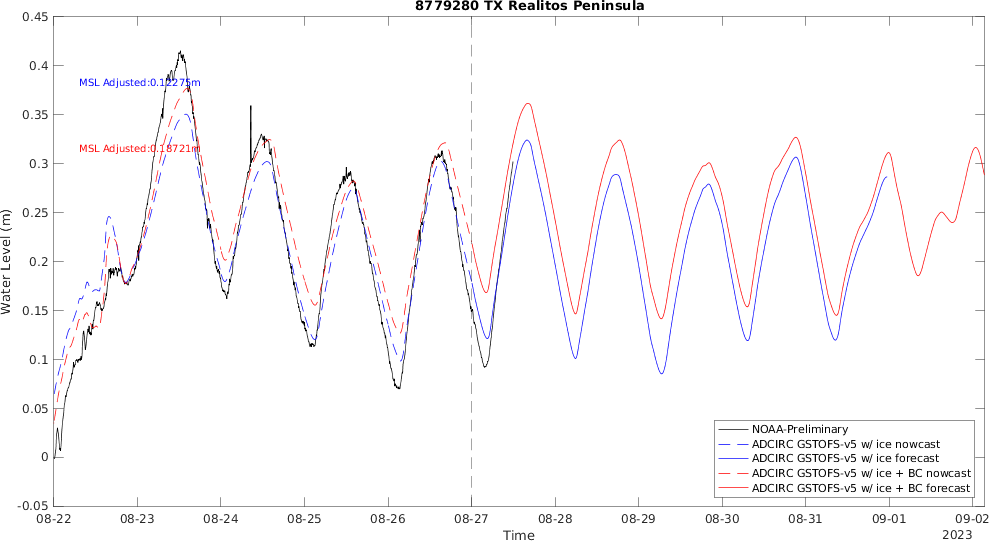 8779280 TX Realitos Peninsula
0.45
0.4
0.35
0.3
0.25
0.2
0.15
0.1
0.05
0
-0.05
Water Level (m)
MSL Adjusted:0.12275m
MSL Adjusted:0.18721m
NOAA-Preliminary
ADCIRC GSTOFS-v5 w/ ice nowcast
ADCIRC GSTOFS-v5 w/ ice forecast
ADCIRC GSTOFS-v5 w/ ice + BC nowcast
ADCIRC GSTOFS-v5 w/ ice + BC forecast
08-22 08-23 08-24 08-25 08-26 08-27 08-28 08-29 08-30 08-31 09-01 09-02
Time
2023